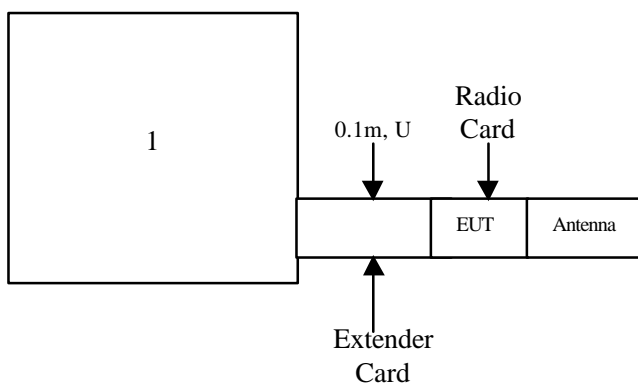 Radio
Card
0.1m, U
1
EUT
Antenna
Extender
Card